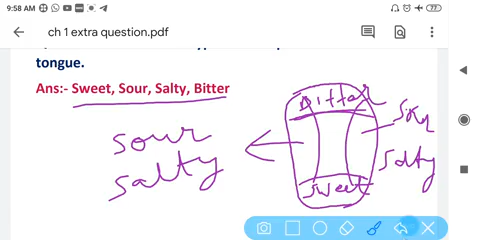 9:58 AM
77
ch 1 extra question.pdf
tongue.
Ans:- Sweet, Sour, Salty, Bitter
Bitter
sour
salty
sour
salty
sweet